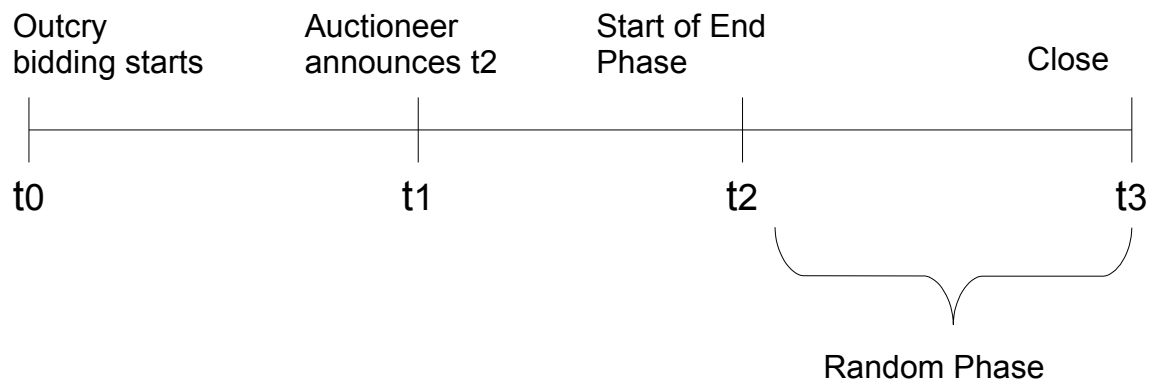 Outcry
bidding starts
Auctioneer
announces t2
Start of End
Phase
Close
t0
t1
t2
t3
Random Phase